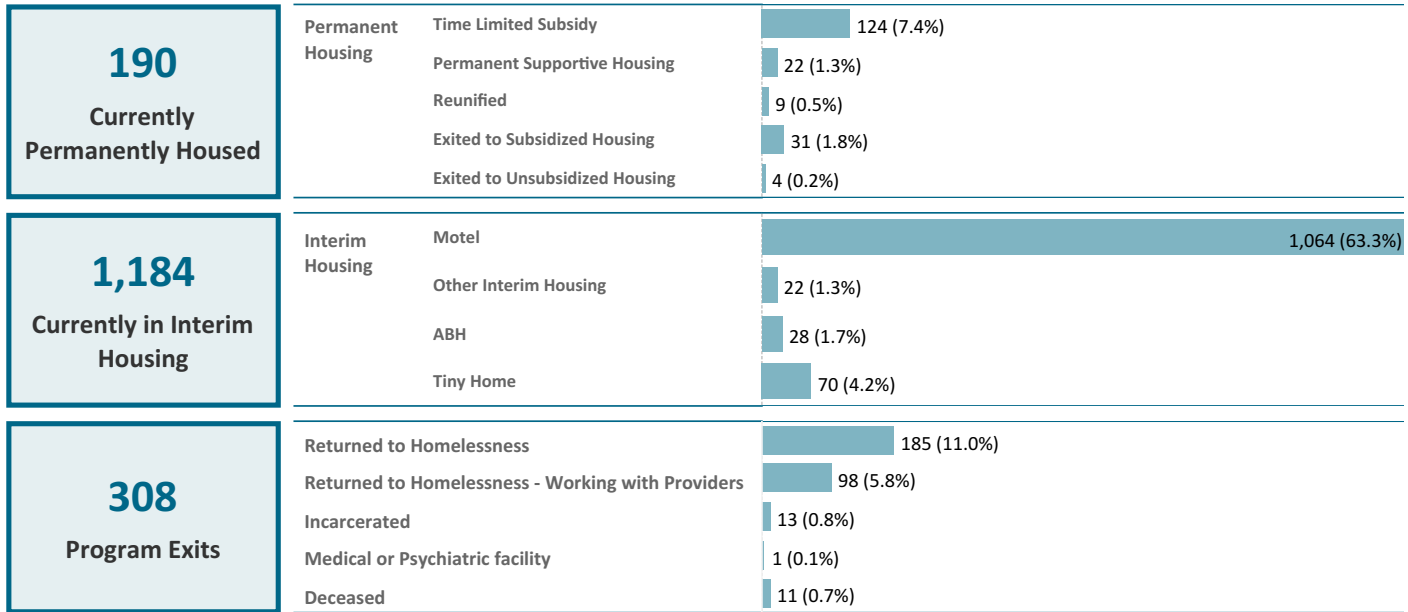 190
Currently
Permanently Housed
Permanent
Housing
Time Limited Subsidy
124 (7.4%)
Permanent Supportive Housing
22 (1.3%)
Reunified
9 (0.5%)
Exited to Subsidized Housing
31 (1.8%)
Exited to Unsubsidized Housing
4 (0.2%)
1,184
Currently in Interim
Housing
Interim
Housing
Motel
1,064 (63.3%)
Other Interim Housing
22 (1.3%)
ABH
28 (1.7%)
Tiny Home
70 (4.2%)
308
Program Exits
Returned to Homelessness
185 (11.0%)
Returned to Homelessness - Working with Providers
98 (5.8%)
Incarcerated
13 (0.8%)
Medical or Psychiatric facility
1 (0.1%)
Deceased
11 (0.7%)